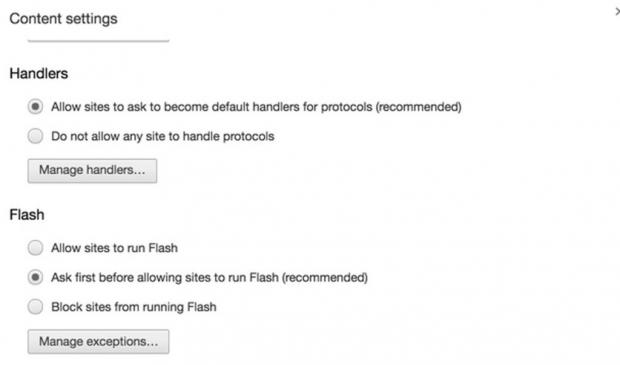 Content settings
Handlers
Allow sites to ask to become default handlers for protocols (recommended)
Do not allow any site to handle protocols
Manage handlers...
Flash
Allow sites to run Flash
Ask first before allowing sites to run Flash (recommended)
Block sites from running Flash
Manage exceptions...